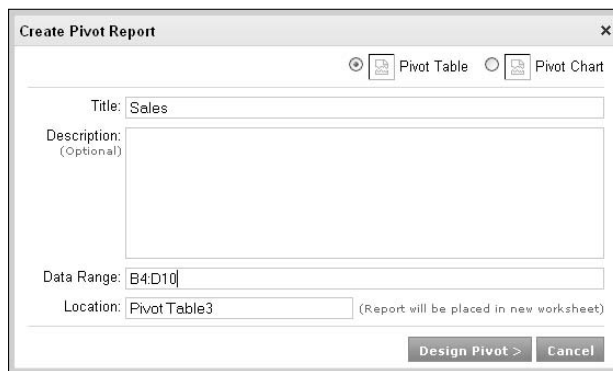 Create Pivot Report ×
Pivot Table Pivot Chart
Title: Sales
Description:
(Optional)
Data Range: B4:D10
Location: Pivot Table3 (Report will be placed in new worksheet)
Design Pivot > Cancel